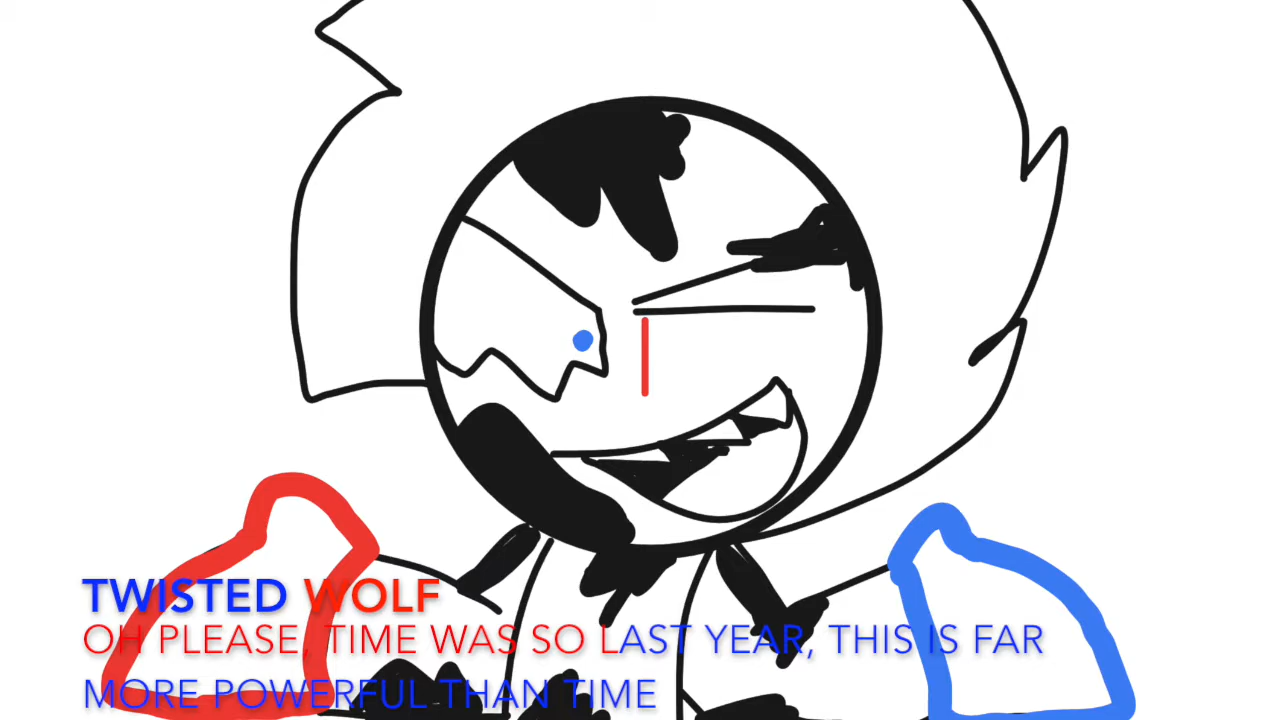 TWISTED WOLF
OH PLEASE, TIME WAS SO LAST YEAR, THIS IS FAR
MORE POWERFUL THAN TIME